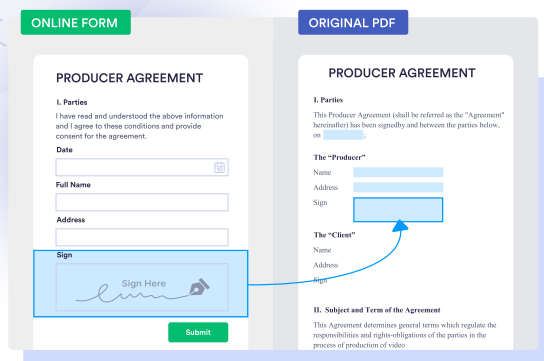 ONLINE FORM
PRODUCER AGREEMENT
I. Parties
I have read and understood the above information
and I agree to these conditions and provide
consent for the agreement.
Date
Full Name
Address
Sign
Sign Here
Submit
ORIGINAL PDF
PRODUCER AGREEMENT
I. Parties
This Producer Agreement (shall be referred as the "Agreement"
hereinafter) has been signedby and between the parties below,
on ;
The “Producer”
Name
Address
Sign
The “Client”
Name
Address
Sign
II. Subject and Term of the Agreement
This Agreement determines general terms which regulate the
responsibilities and rights-obligations of the parties in the
process of production of video